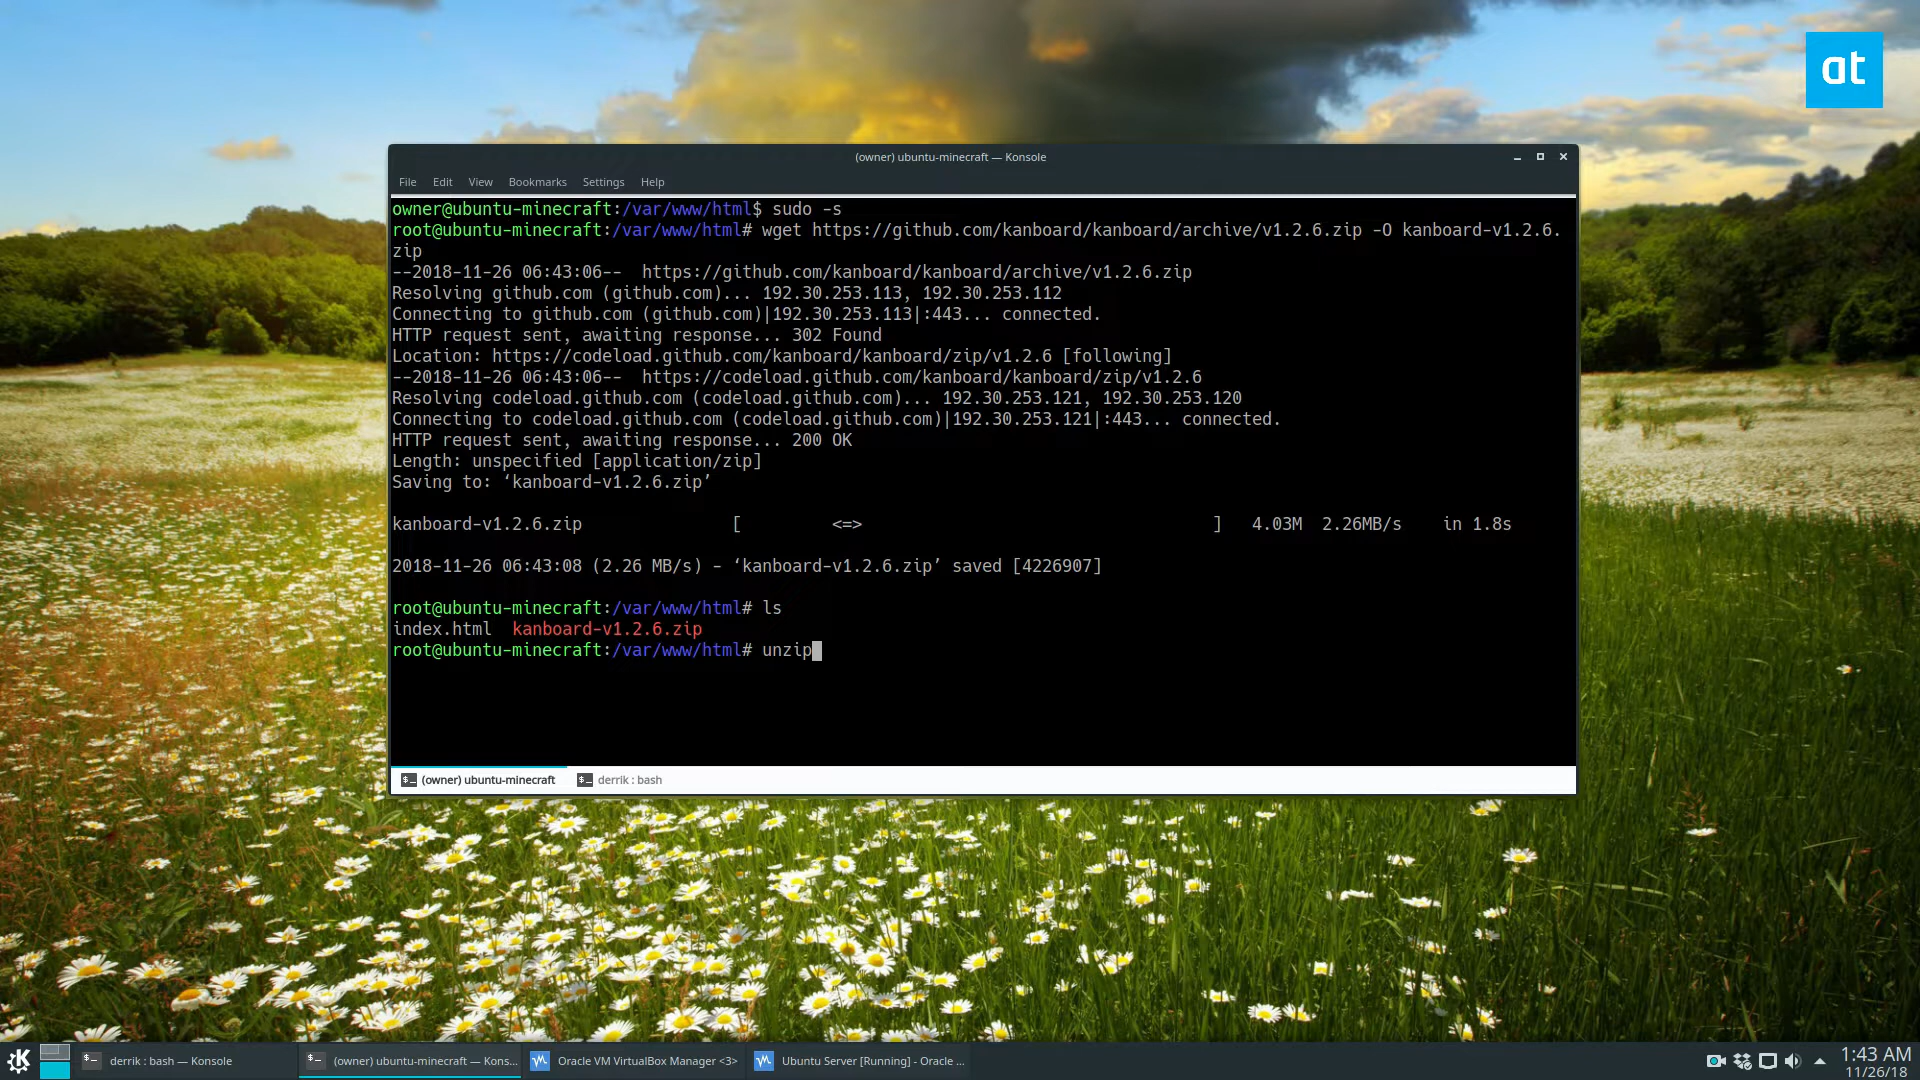 at
(owner) ubuntu-minecraft — Konsole
File Edit View Bookmarks Settings Help
owner@ubuntu-minecraft:/var/www/html$ sudo -s
root@ubuntu-minecraft:/var/www/html# wget https://github.com/kanboard/kanboard/archive/v1.2.6.zip -O kanboard-v1.2.6.
zip
--2018-11-26 06:43:06-- https://github.com/kanboard/kanboard/archive/v1.2.6.zip
Resolving github.com (github.com)... 192.30.253.113, 192.30.253.112
Connecting to github.com (github.com)|192.30.253.113|:443... connected.
HTTP request sent, awaiting response... 302 Found
Location: https://codeload.github.com/kanboard/kanboard/zip/v1.2.6 [following]
--2018-11-26 06:43:06-- https://codeload.github.com/kanboard/kanboard/zip/v1.2.6
Resolving codeload.github.com (codeload.github.com)... 192.30.253.121, 192.30.253.120
Connecting to codeload.github.com (codeload.github.com)|192.30.253.121|:443... connected.
HTTP request sent, awaiting response... 200 OK
Length: unspecified [application/zip]
Saving to: ‘kanboard-v1.2.6.zip’
kanboard-v1.2.6.zip [ <=> ] 4.03M 2.26MB/s in 1.8s
2018-11-26 06:43:08 (2.26 MB/s) - ‘kanboard-v1.2.6.zip’ saved [4226907]
root@ubuntu-minecraft:/var/www/html# ls
index.html kanboard-v1.2.6.zip
root@ubuntu-minecraft:/var/www/html# unzip
(owner) ubuntu-minecraft derrik : bash
derrik : bash — Konsole (owner) ubuntu-minecraft — Kons... Oracle VM VirtualBox Manager <3> Ubuntu Server [Running] - Oracle ... 1:43 AM
11/26/18